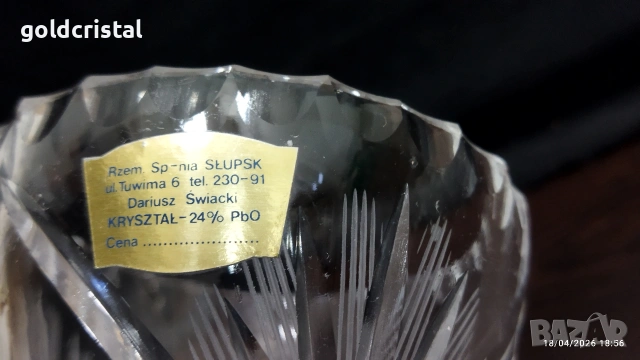 goldcristal
Rzem. Sp-nia SŁUPSK
ul. Tuwima 6 tel. 230-91
Dariusz Świacki
KRYSZTAŁ-24% PbO
Cena ......................
BAZAR
18/04/2026 18:56